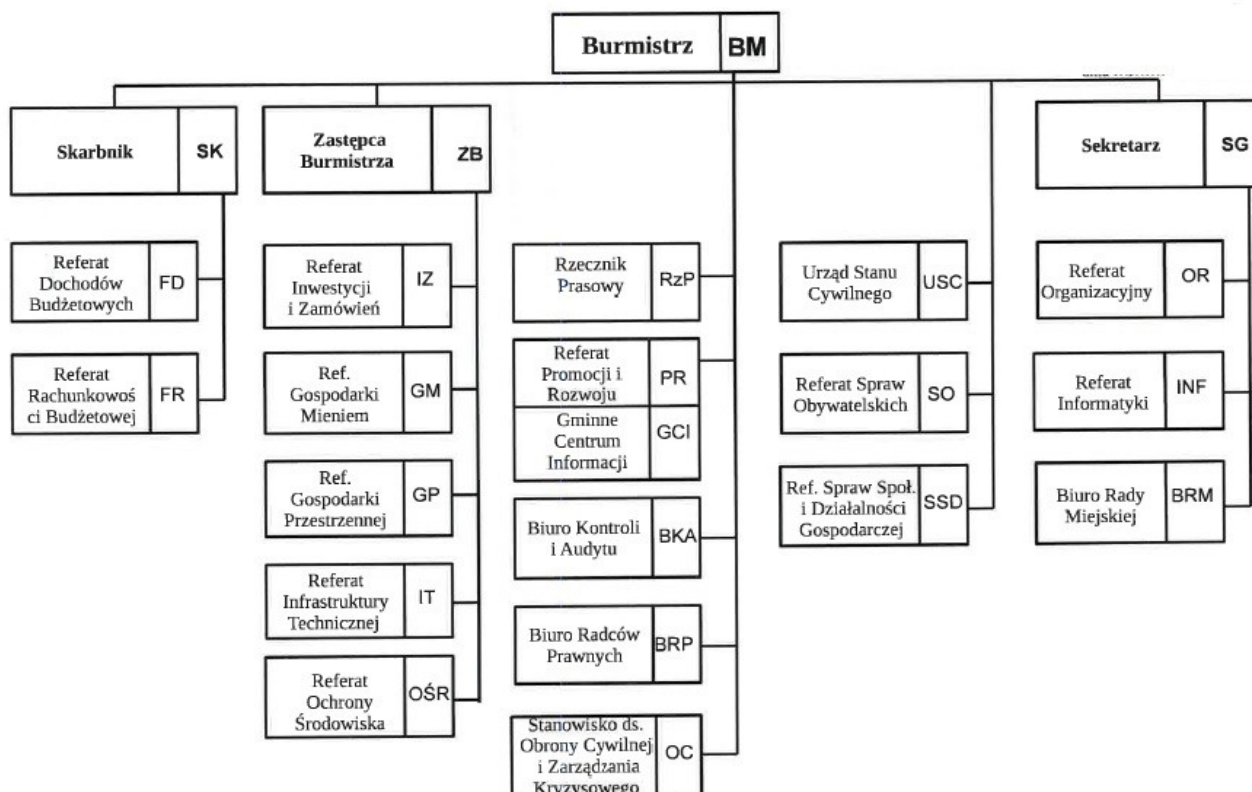 Burmistrz BM
Skarbnik SK
Zastępca
Burmistrza ZB
Sekretarz SG
Referat
Dochodów
Budżetowych
FD
Referat
Rachunkowoś
ci Budżetowej
FR
Referat
Inwestycji
i Zamówień
IZ
Ref.
Gospodarki
Mieniem
GM
Ref.
Gospodarki
Przestrzennej
GP
Referat
Infrastruktury
Technicznej
IT
Referat
Ochrony
Środowiska
OŚR
Rzecznik
Prasowy
RzP
Referat
Promocji i
Rozwoju
PR
Gminne
Centrum
Informacji
GCI
Biuro Kontroli
i Audytu
BKA
Biuro Radców
Prawnych
BRP
Stanowisko ds.
Obrony Cywilnej
i Zarządzania
Kryzysowego
OC
Urząd Stanu
Cywilnego
USC
Referat Spraw
Obywatelskich
SO
Ref. Spraw Społ.
i Działalności
Gospodarczej
SSD
Referat
Organizacyjny
OR
Referat
Informatyki
INF
Biuro Rady
Miejskiej
BRM